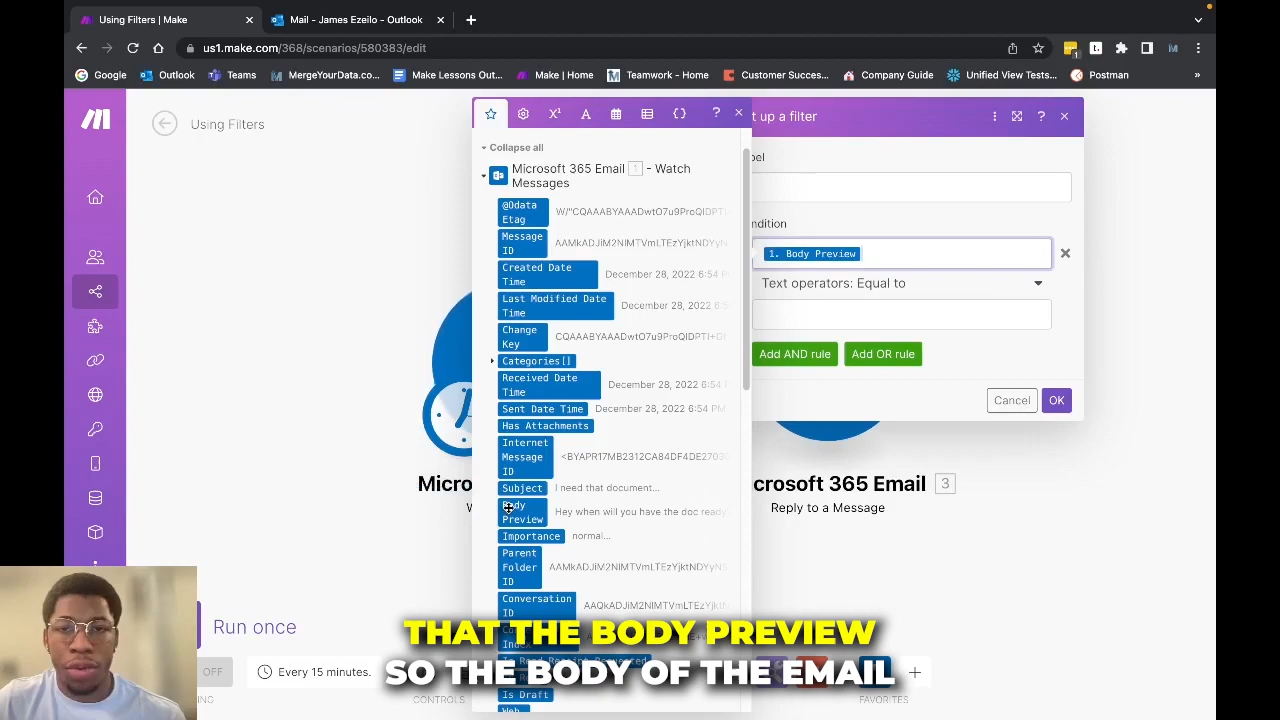 Using Filters | Make
Mail - James Ezeilo - Outlook
us1.make.com/368/scenarios/580383/edit
Google
Outlook
Teams
MergeYourData.co...
Make Lessons Out...
Make | Home
Teamwork - Home
Customer Succes...
Company Guide
Unified View Tests...
Postman
Using Filters
Collapse all
Microsoft 365 Email 1 - Watch
Messages
@Odata
Etag
Message
ID
Created Date
Time
December 28, 2022 6:54
Last Modified Date
Time
December 28, 2022
Change
Key
Categories[]
Received Date
Time
December 28, 2022 6:54
Sent Date Time
December 28, 2022 6:54 PM
Has Attachments
Internet
Message
ID
Subject
I need that document...
Body
Preview
Hey when will you have the doc ready
Importance
normal...
Parent
Folder
ID
Conversation
ID
Is Draft
t up a filter
bel
ndition
1. Body Preview
Text operators: Equal to
Add AND rule
Add OR rule
Cancel
OK
Micro
crosoft 365 Email 3
Reply to a Message
Run once
OFF
Every 15 minutes.
CONTROLS
FAVORITES
THAT THE BODY PREVIEW
SO THE BODY OF THE EMAIL